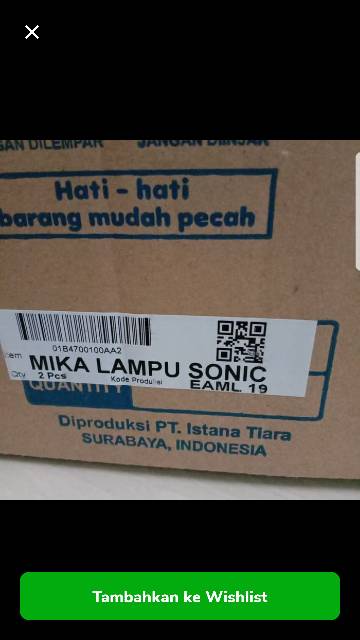 DILEMPAR JANGAN DIINJAK
Hati - hati
barang mudah pecah
01B4700100AA2
Item MIKA LAMPU SONIC
Qty 2 Pcs Kode Produksi EAML 19
QUANTITY
Diproduksi PT. Istana Tiara
SURABAYA, INDONESIA
Tambahkan ke Wishlist